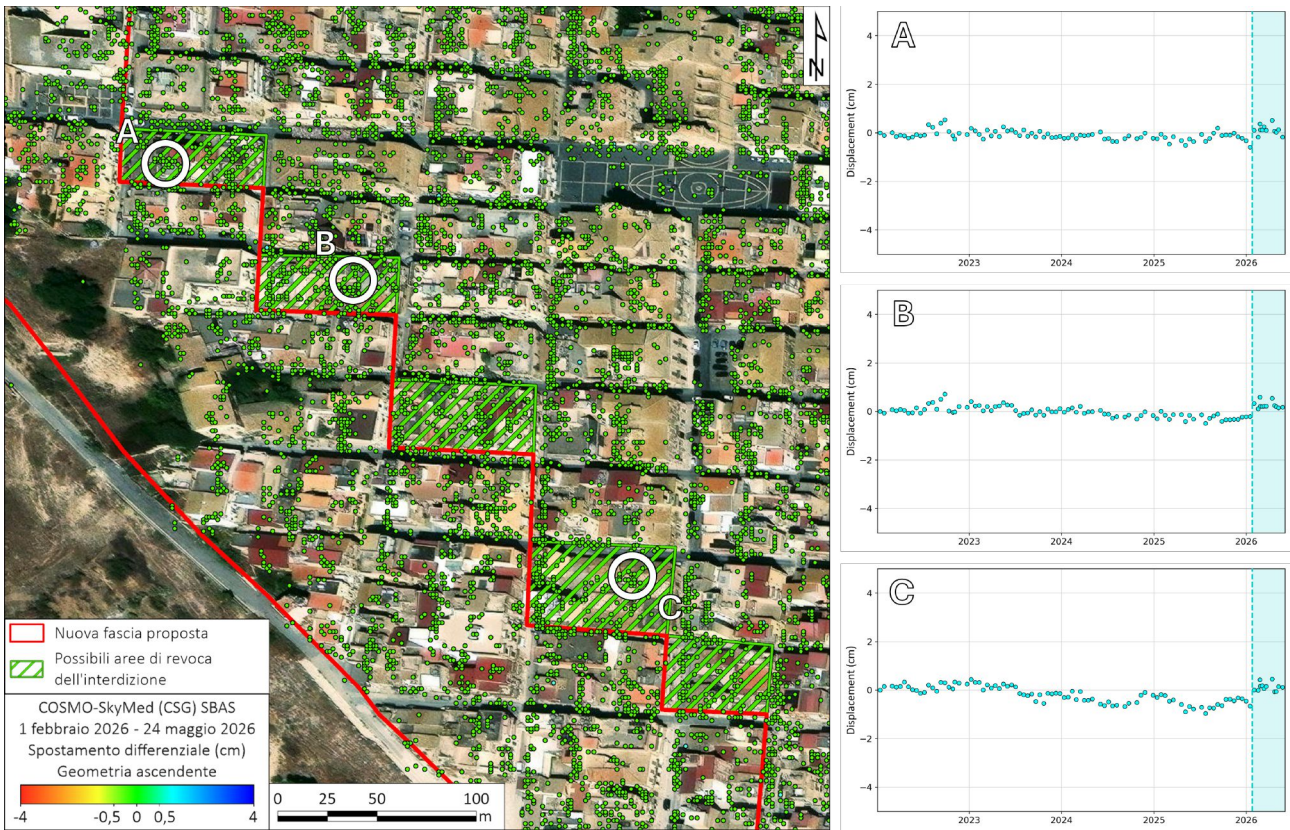 N
A
B
C
Nuova fascia proposta
Possibili aree di revoca
dell'interdizione
COSMO-SkyMed (CSG) SBAS
1 febbraio 2026 - 24 maggio 2026
Spostamento differenziale (cm)
Geometria ascendente
-4 -0,5 0 0,5 4
0 25 50 100
m
A
Displacement (cm)
4
2
0
−2
−4
2023 2024 2025 2026
B
Displacement (cm)
4
2
0
−2
−4
2023 2024 2025 2026
C
Displacement (cm)
4
2
0
−2
−4
2023 2024 2025 2026